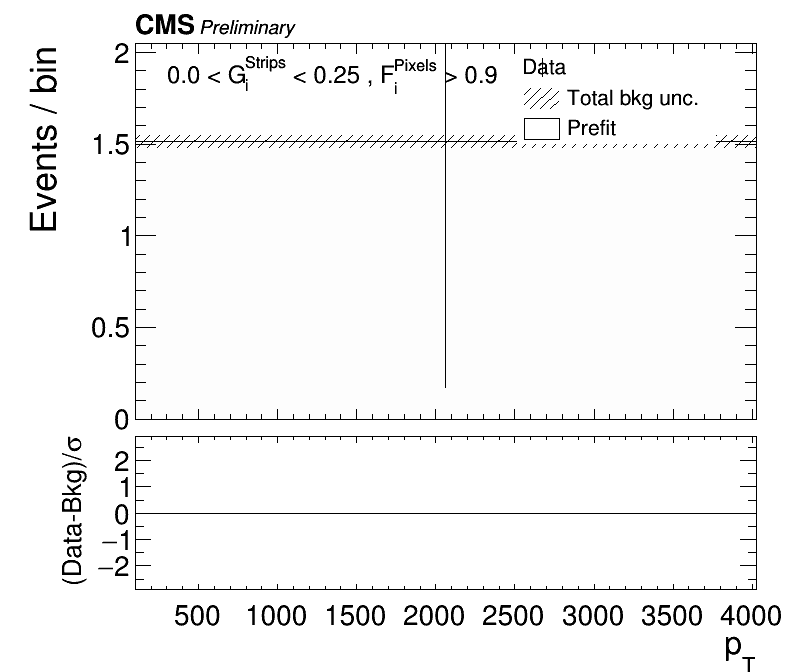 CMS Preliminary
0.0 < G_i^Strips < 0.25 , F_i^Pixels > 0.9
Data
Total bkg unc.
Prefit
Events / bin
2
1.5
1
0.5
0
(Data-Bkg)/σ
2
1
0
−1
−2
500 1000 1500 2000 2500 3000 3500 4000
p_T